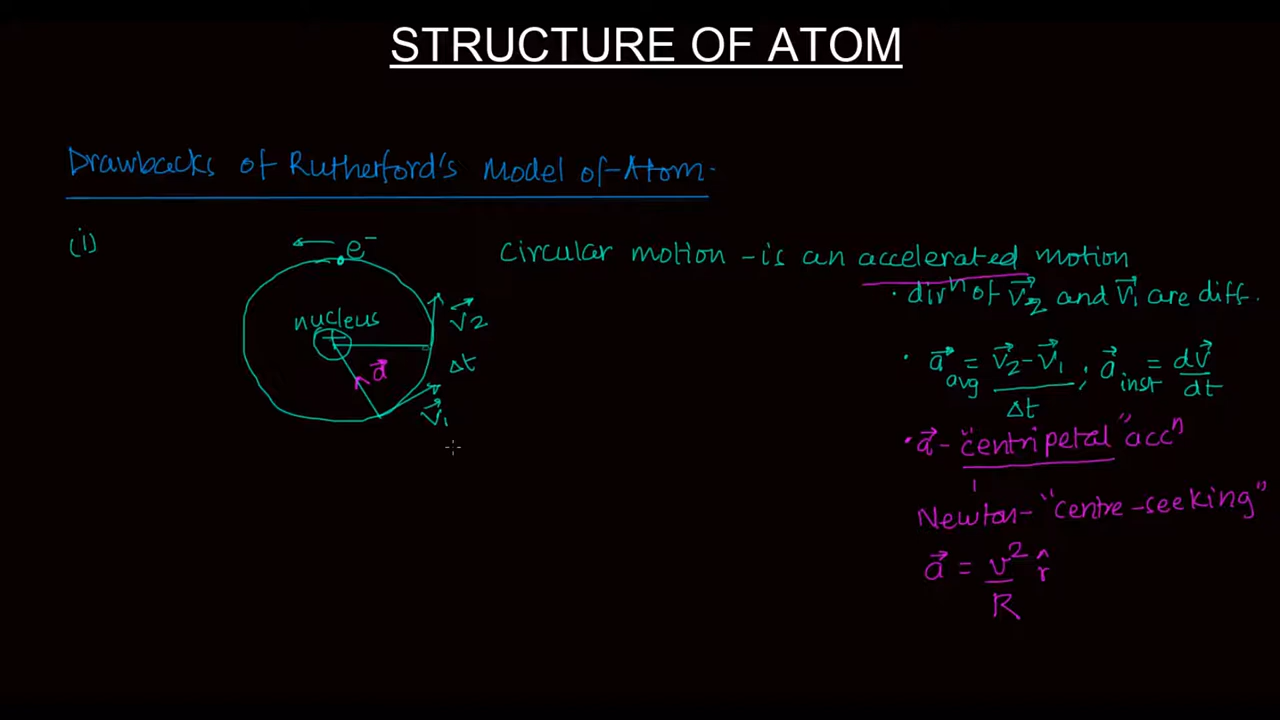 STRUCTURE OF ATOM
Drawbacks of Rutherford's Model of Atom.
(i)
e⁻
nucleus
+
v⃗2
Δt
a⃗
v⃗1
circular motion - is an accelerated motion
• dirⁿ of v⃗2 and v⃗1 are diff.
• a⃗avg = v⃗2 - v⃗1 / Δt ; a⃗inst = dv⃗/dt
• a⃗ - "centripetal" accⁿ
Newton - "centre-seeking"
a⃗ = v²/R r̂